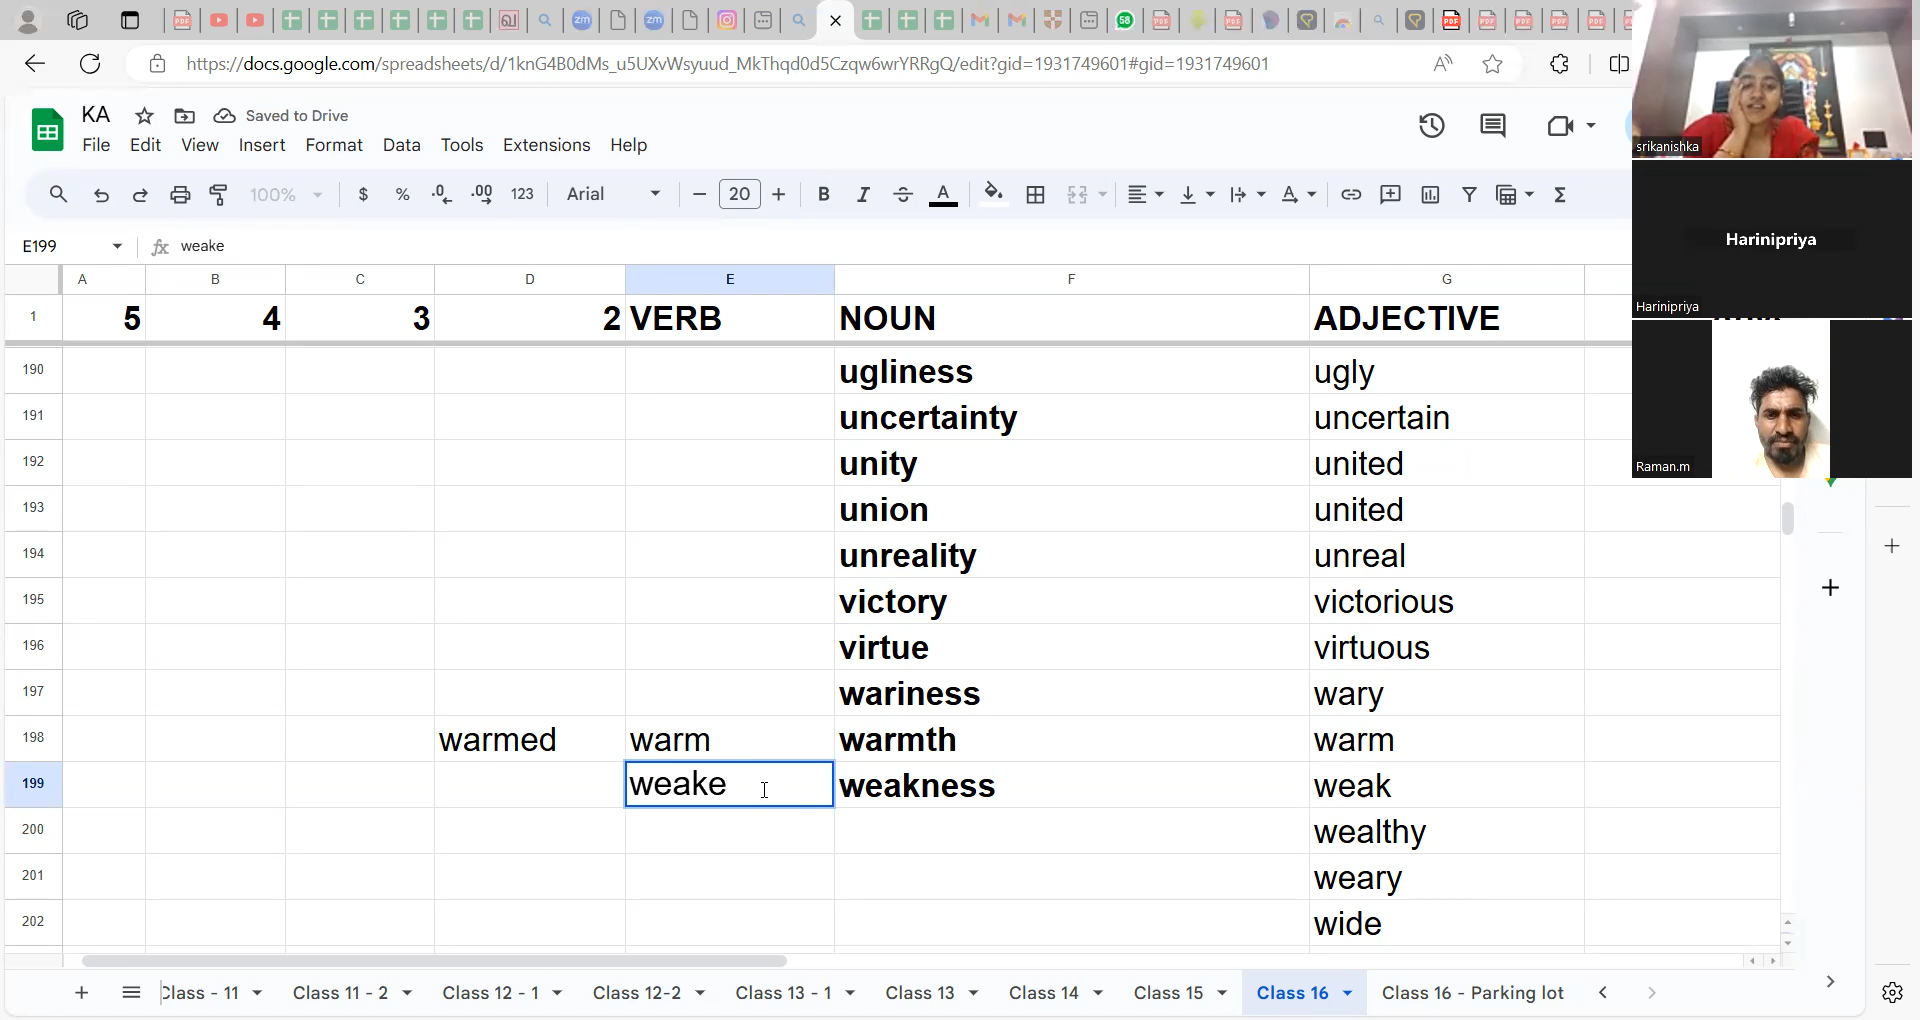 https://docs.google.com/spreadsheets/d/1knG4B0dMs_u5UXvWsyuud_MkThqd0d5Czqw6wrYRRgQ/edit?gid=1931749601#gid=1931749601
KA
Saved to Drive
File Edit View Insert Format Data Tools Extensions Help
100% $ % .0 .00 123 Arial 20 B I A
E199 weake
A B C D E F G
1 5 4 3 2 VERB NOUN ADJECTIVE
190 ugliness ugly
191 uncertainty uncertain
192 unity united
193 union united
194 unreality unreal
195 victory victorious
196 virtue virtuous
197 wariness wary
198 warmed warm warmth warm
199 weake weakness weak
200 wealthy
201 weary
202 wide
Class - 11 Class 11 - 2 Class 12 - 1 Class 12-2 Class 13 - 1 Class 13 Class 14 Class 15 Class 16 Class 16 - Parking lot
srikanishka
Harinipriya
Harinipriya
Raman.m